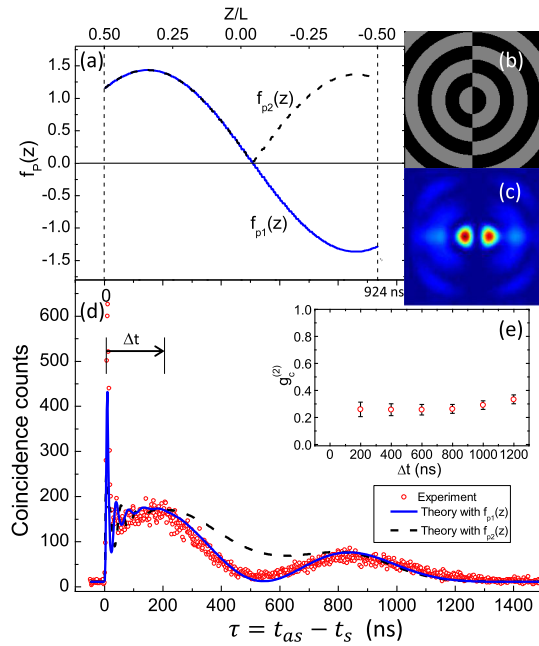 Z/L
0.50 0.25 0.00 -0.25 -0.50
(a)
(b)
f_P(z)
1.5
1.0
0.5
0.0
-0.5
-1.0
-1.5
f_p2(z)
f_p1(z)
(c)
0
924 ns
(d)
Coincidence counts
600
500
400
300
200
100
0
Δt
(e)
g_c^(2)
1.0
0.8
0.6
0.4
0.2
0.0
0 200 400 600 800 1000 1200
Δt (ns)
Experiment
Theory with f_p1(z)
Theory with f_p2(z)
0 200 400 600 800 1000 1200 1400
τ = t_as − t_s (ns)